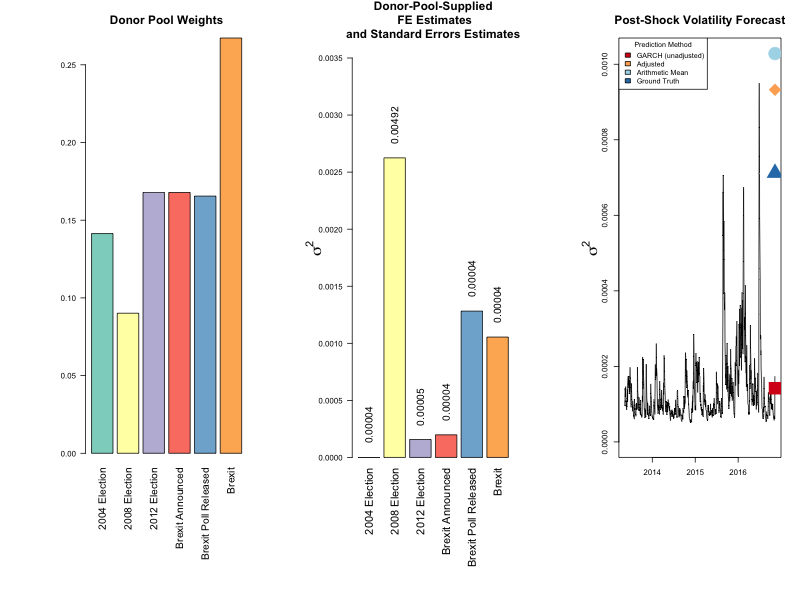 Donor Pool Weights
0.00
0.05
0.10
0.15
0.20
0.25
2004 Election
2008 Election
2012 Election
Brexit Announced
Brexit Poll Released
Brexit
Donor-Pool-Supplied
FE Estimates
and Standard Errors Estimates
σ2
0.0000
0.0005
0.0010
0.0015
0.0020
0.0025
0.0030
0.0035
0.00004
0.00492
0.00005
0.00004
0.00004
0.00004
2004 Election
2008 Election
2012 Election
Brexit Announced
Brexit Poll Released
Brexit
Post-Shock Volatility Forecast
Prediction Method
GARCH (unadjusted)
Adjusted
Arithmetic Mean
Ground Truth
σ2
0.0000
0.0002
0.0004
0.0006
0.0008
0.0010
2014
2015
2016